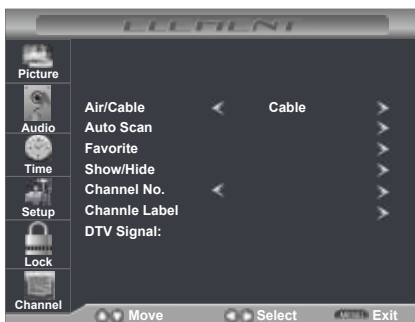 ELEMENT
Picture
Audio
Time
Setup
Lock
Channel
Air/Cable Cable
Auto Scan
Favorite
Show/Hide
Channel No.
Channle Label
DTV Signal:
Move Select Exit